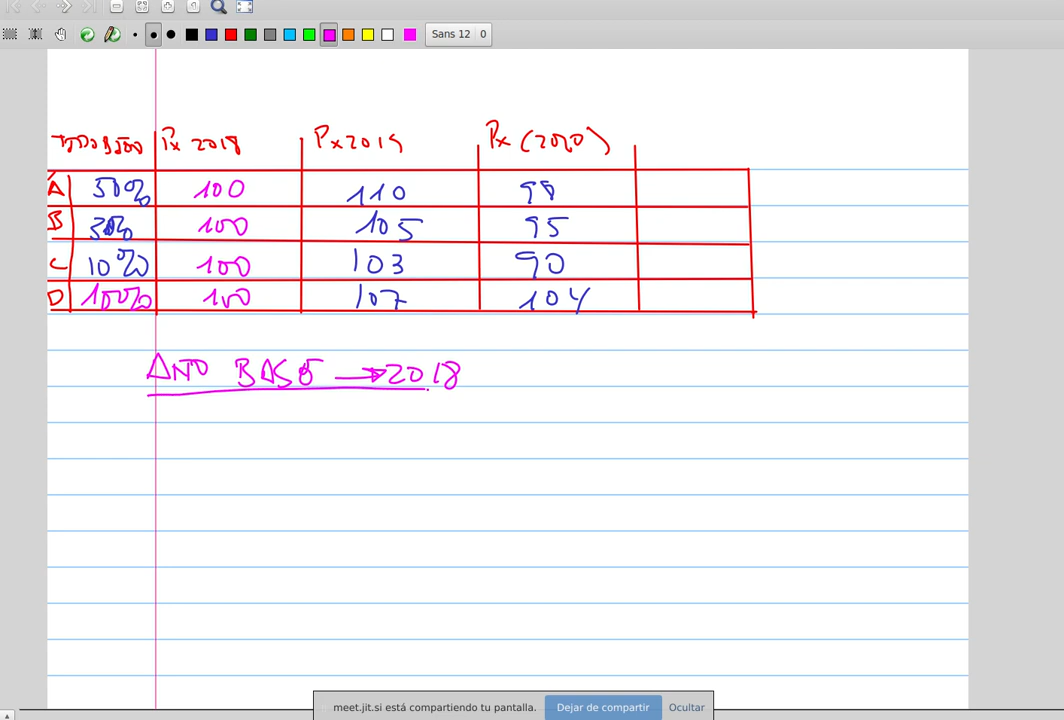 Sans 12 0
Px 2018 Px 2019 Px (2020)
A 50% 100 110 98
B 30% 100 105 95
C 10% 100 103 90
D 100% 100 107 104
AÑO BASE → 2018
meet.jit.si está compartiendo tu pantalla. Dejar de compartir Ocultar